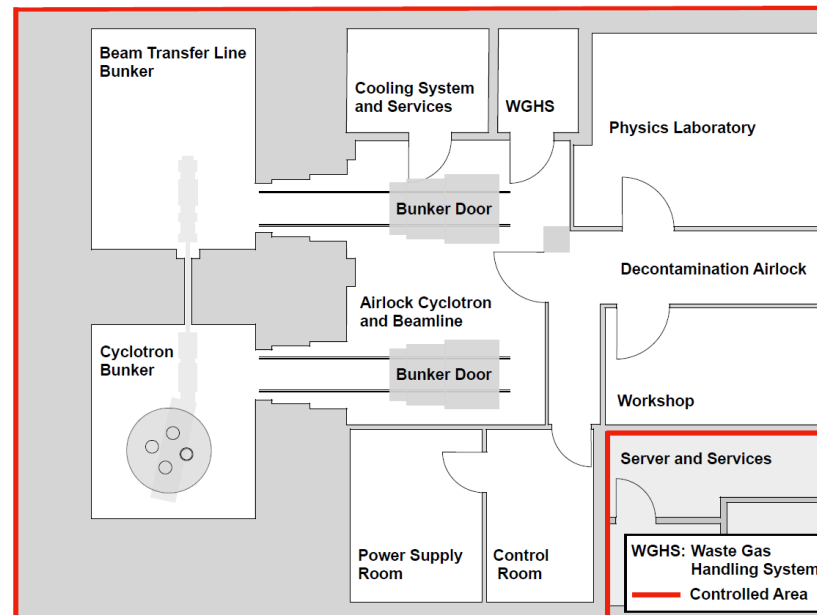 Beam Transfer Line
Bunker
Cooling System
and Services
WGHS
Physics Laboratory
Bunker Door
Decontamination Airlock
Airlock Cyclotron
and Beamline
Cyclotron
Bunker
Bunker Door
Workshop
Server and Services
Power Supply
Room
Control
Room
WGHS: Waste Gas
Handling System
Controlled Area